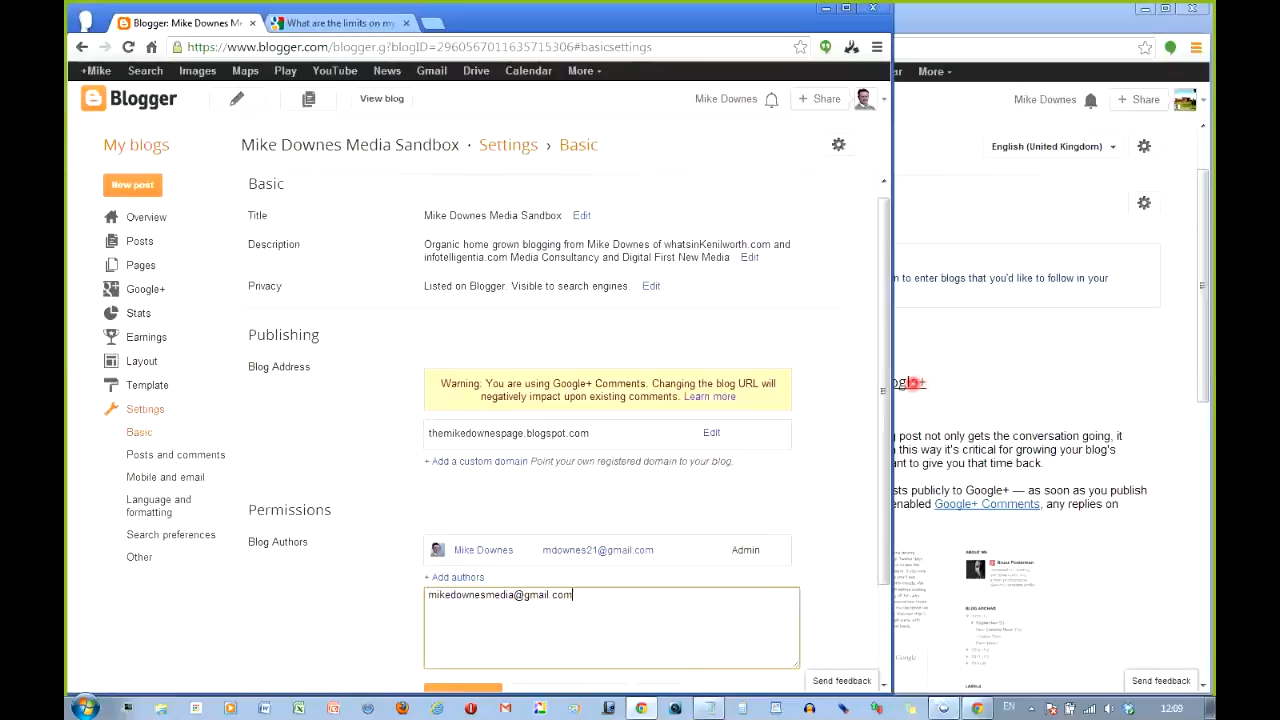 Blogger: Mike Downes M
What are the limits on my
https://www.blogger.com/blogger.g?blogID=2960567011635715306#basicsettings
+Mike Search Images Maps Play YouTube News Gmail Drive Calendar More
More
Blogger
View blog
Mike Downes
+ Share
Mike Downes
+ Share
My blogs
Mike Downes Media Sandbox · Settings › Basic
English (United Kingdom)
New post
Overview
Posts
Pages
Google+
Stats
Earnings
Layout
Template
Settings
Basic
Posts and comments
Mobile and email
Language and
formatting
Search preferences
Other
Basic
Title
Mike Downes Media Sandbox Edit
Description
Organic home grown blogging from Mike Downes of whatsinKenilworth.com and
infotelligentia.com Media Consultancy and Digital First New Media Edit
Privacy
Listed on Blogger. Visible to search engines. Edit
Publishing
Blog Address
Warning: You are using Google+ Comments. Changing the blog URL will
negatively impact upon existing comments. Learn more
themikedownespage.blogspot.com Edit
+ Add a custom domain Point your own registered domain to your blog.
Permissions
Blog Authors
Mike Downes mdownes21@gmail.com Admin
+ Add authors
mikedownesmedia@gmail.com
Send feedback
n to enter blogs that you'd like to follow in your
post not only gets the conversation going, it
this way it's critical for growing your blog's
nt to give you that time back.
sts publicly to Google+ — as soon as you publish
enabled Google+ Comments, any replies on
ABOUT ME
BLOG ARCHIVE
LABELS
Google
Send feedback
EN
12:09